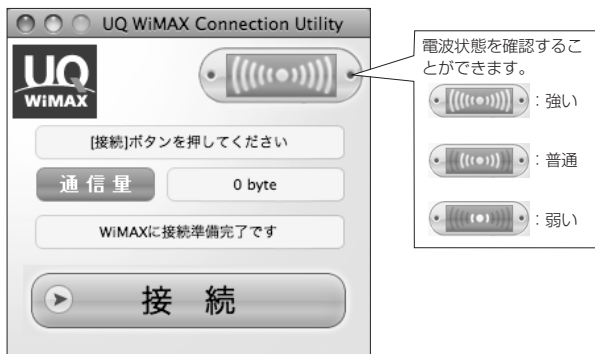 UQ WiMAX Connection Utility
UQ
WiMAX
[接続]ボタンを押してください
通信量
0 byte
WiMAXに接続準備完了です
接続
電波状態を確認するこ
とができます。
：強い
：普通
：弱い